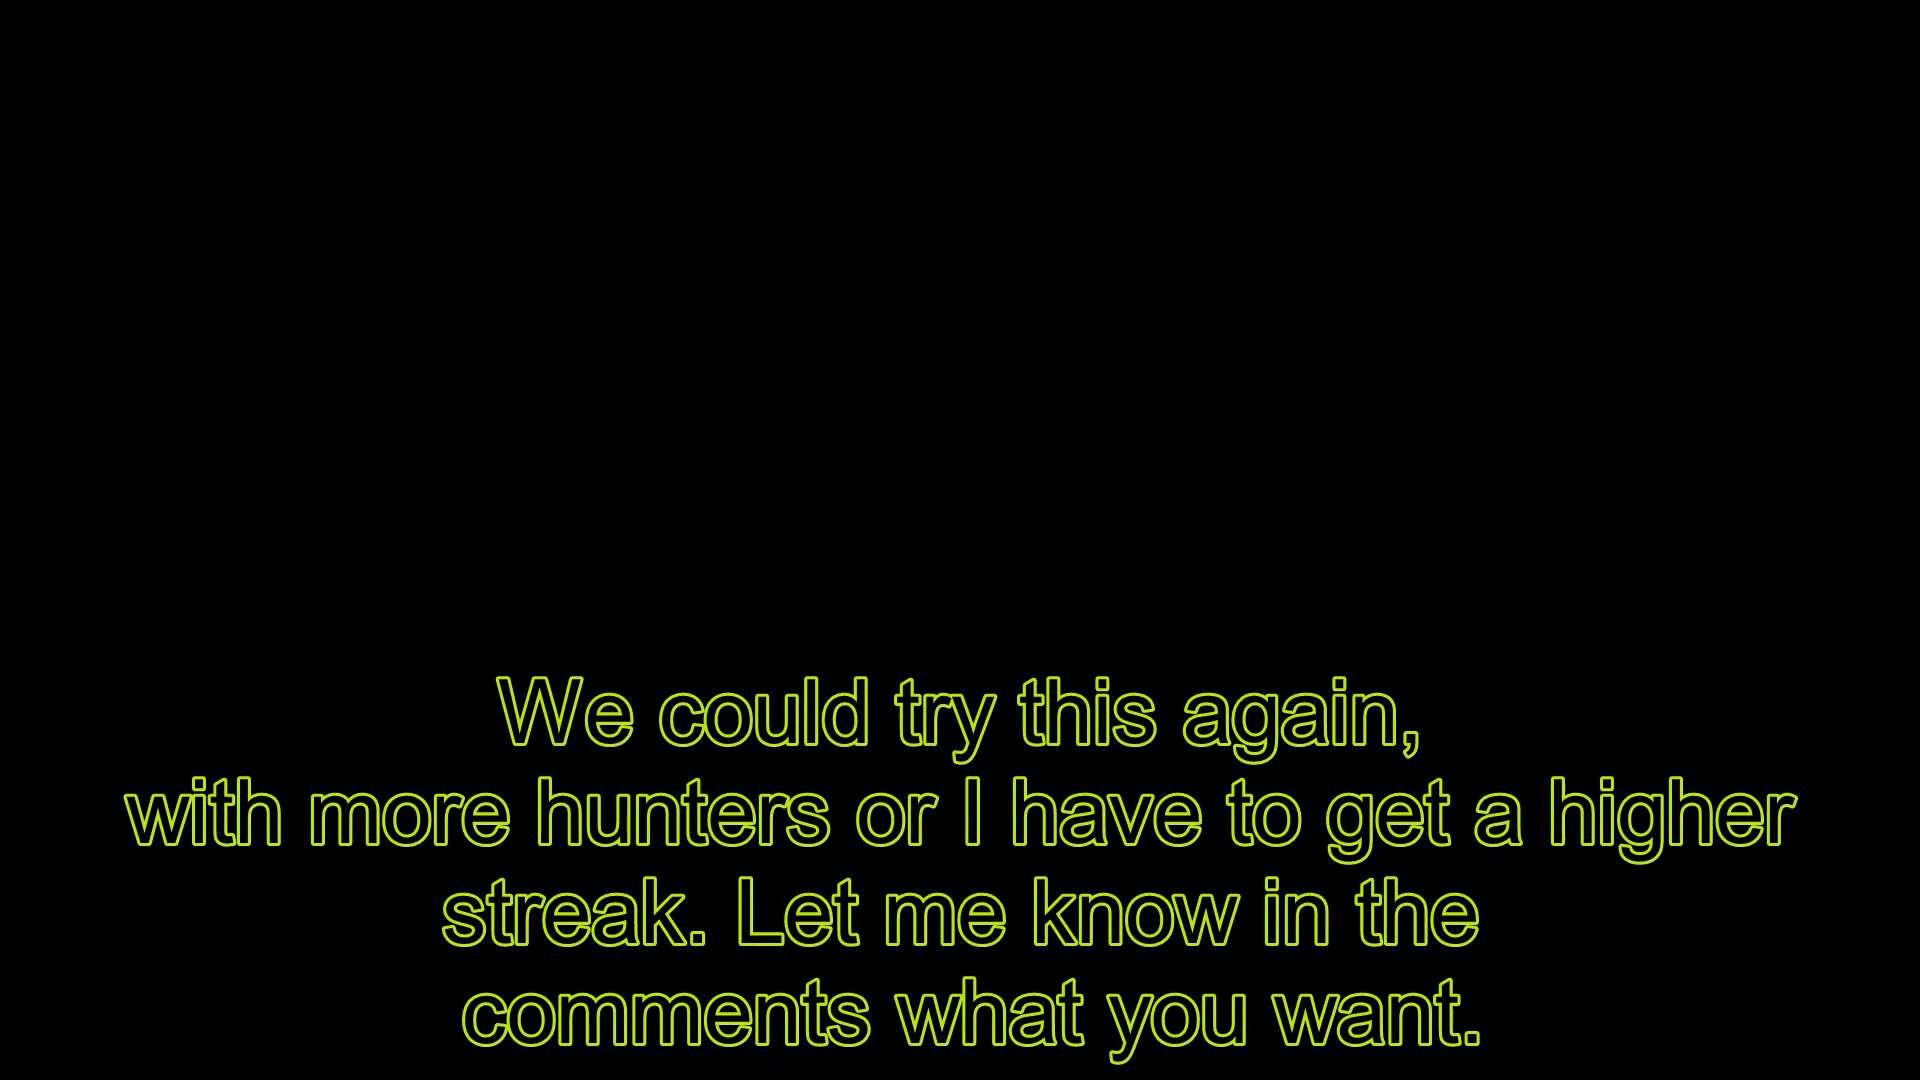 We could try this again,
with more hunters or I have to get a higher
streak. Let me know in the
comments what you want.